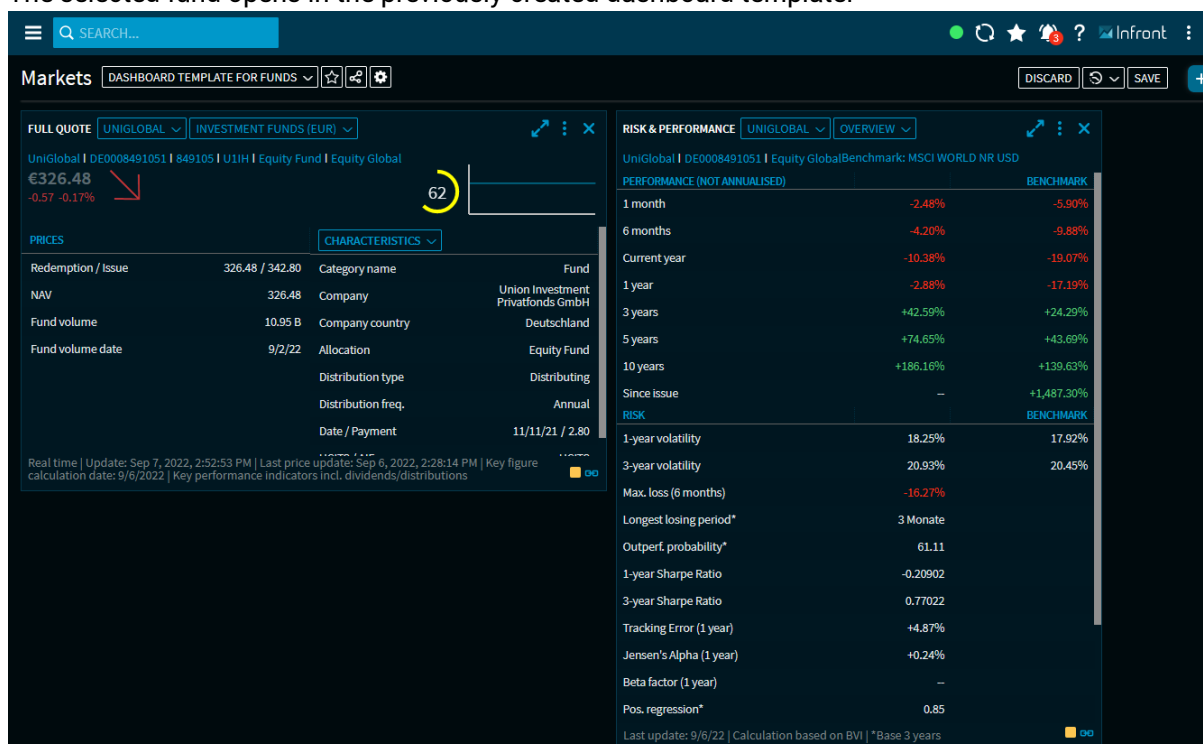 The selected fund opens in the previously created dashboard template.
SEARCH...
3
?
Infront
Markets
DASHBOARD TEMPLATE FOR FUNDS
DISCARD
SAVE
+
FULL QUOTE UNIGLOBAL INVESTMENT FUNDS (EUR)
UniGlobal I DE0008491051 I 849105 I U1IH I Equity Fund I Equity Global
€326.48
-0.57 -0.17%
62
PRICES
Redemption / Issue 326.48 / 342.80
NAV 326.48
Fund volume 10.95 B
Fund volume date 9/2/22
CHARACTERISTICS
Category name Fund
Company Union Investment
Privatfonds GmbH
Company country Deutschland
Allocation Equity Fund
Distribution type Distributing
Distribution freq. Annual
Date / Payment 11/11/21 / 2.80
Real time | Update: Sep 7, 2022, 2:52:53 PM | Last price update: Sep 6, 2022, 2:28:14 PM | Key figure
calculation date: 9/6/2022 | Key performance indicators incl. dividends/distributions
RISK & PERFORMANCE UNIGLOBAL OVERVIEW
UniGlobal I DE0008491051 I Equity GlobalBenchmark: MSCI WORLD NR USD
PERFORMANCE (NOT ANNUALISED) BENCHMARK
1 month -2.48% -5.90%
6 months -4.20% -9.88%
Current year -10.38% -19.07%
1 year -2.88% -17.19%
3 years +42.59% +24.29%
5 years +74.65% +43.69%
10 years +186.16% +139.63%
Since issue -- +1,487.30%
RISK BENCHMARK
1-year volatility 18.25% 17.92%
3-year volatility 20.93% 20.45%
Max. loss (6 months) -16.27%
Longest losing period* 3 Monate
Outperf. probability* 61.11
1-year Sharpe Ratio -0.20902
3-year Sharpe Ratio 0.77022
Tracking Error (1 year) +4.87%
Jensen's Alpha (1 year) +0.24%
Beta factor (1 year) --
Pos. regression* 0.85
Last update: 9/6/22 | Calculation based on BVI | *Base 3 years